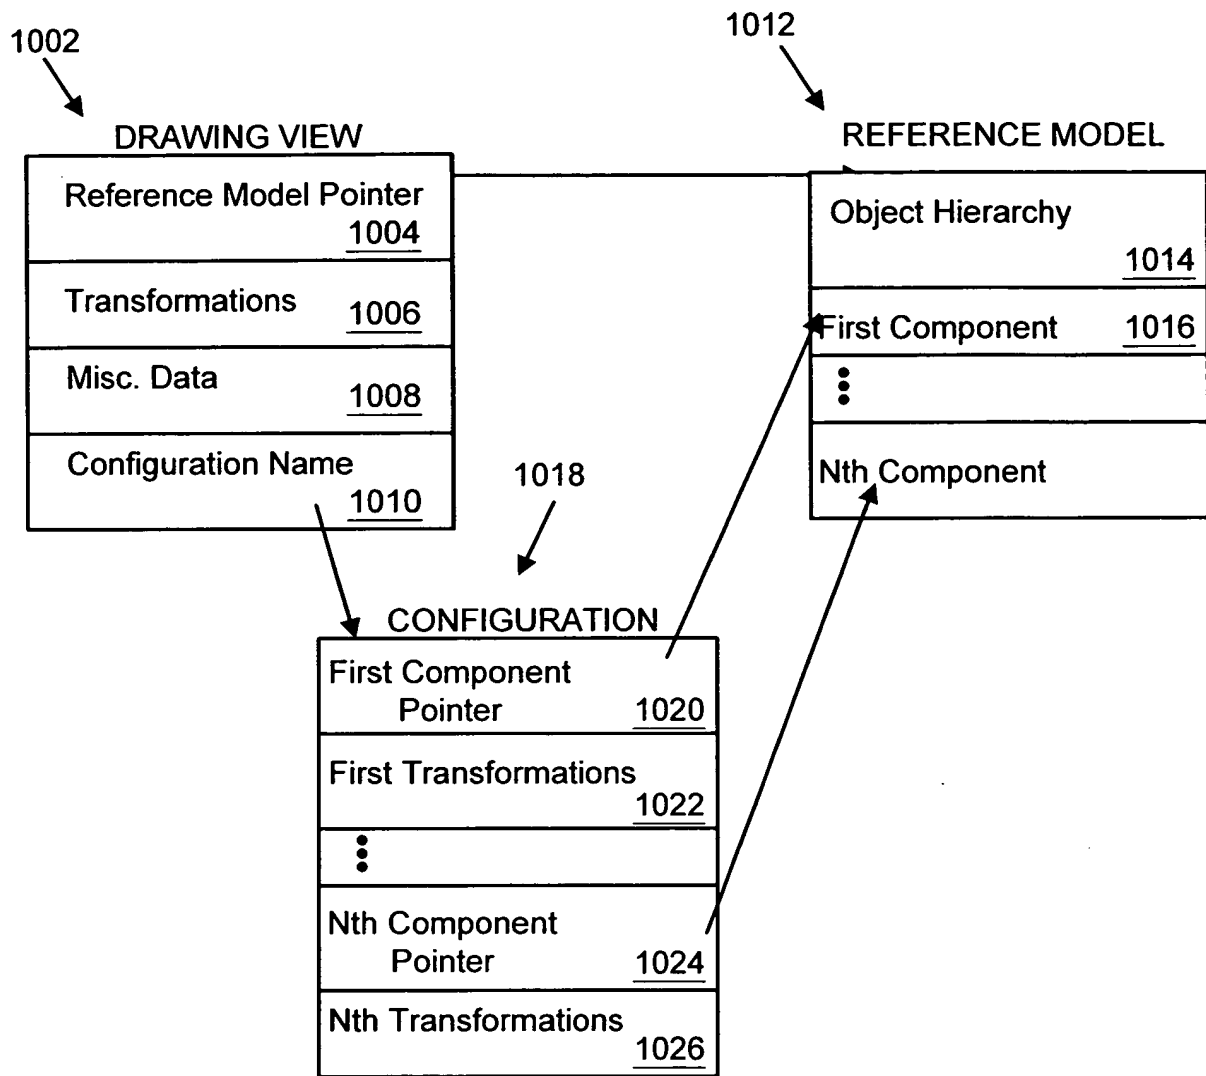 1002
DRAWING VIEW
Reference Model Pointer
1004
Transformations
1006
Misc. Data
1008
Configuration Name
1010
1012
REFERENCE MODEL
Object Hierarchy
1014
First Component 1016
Nth Component
1018
CONFIGURATION
First Component
Pointer 1020
First Transformations
1022
Nth Component
Pointer 1024
Nth Transformations
1026